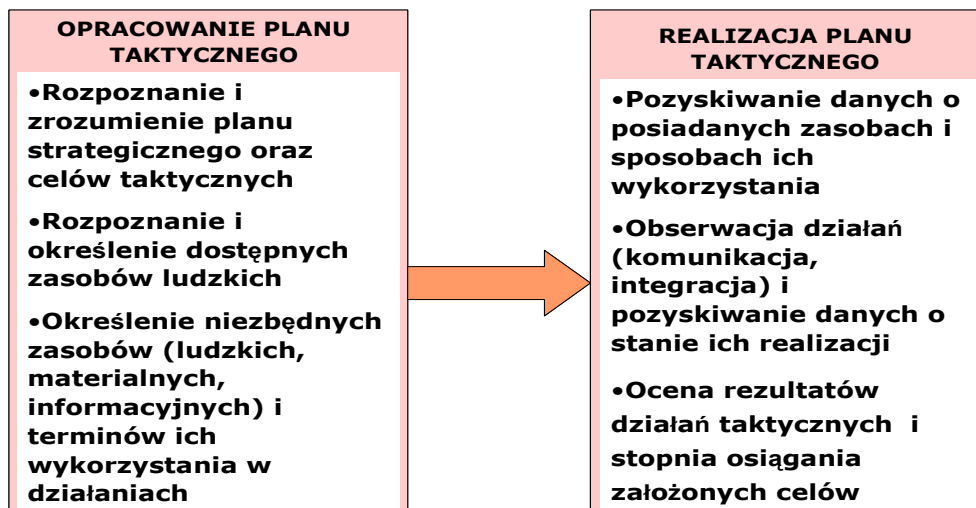 OPRACOWANIE PLANU
TAKTYCZNEGO
•Rozpoznanie i
zrozumienie planu
strategicznego oraz
celów taktycznych
•Rozpoznanie i
określenie dostępnych
zasobów ludzkich
•Określenie niezbędnych
zasobów (ludzkich,
materialnych,
informacyjnych) i
terminów ich
wykorzystania w
działaniach
REALIZACJA PLANU
TAKTYCZNEGO
•Pozyskiwanie danych o
posiadanych zasobach i
sposobach ich
wykorzystania
•Obserwacja działań
(komunikacja,
integracja) i
pozyskiwanie danych o
stanie ich realizacji
•Ocena rezultatów
działań taktycznych i
stopnia osiągania
założonych celów